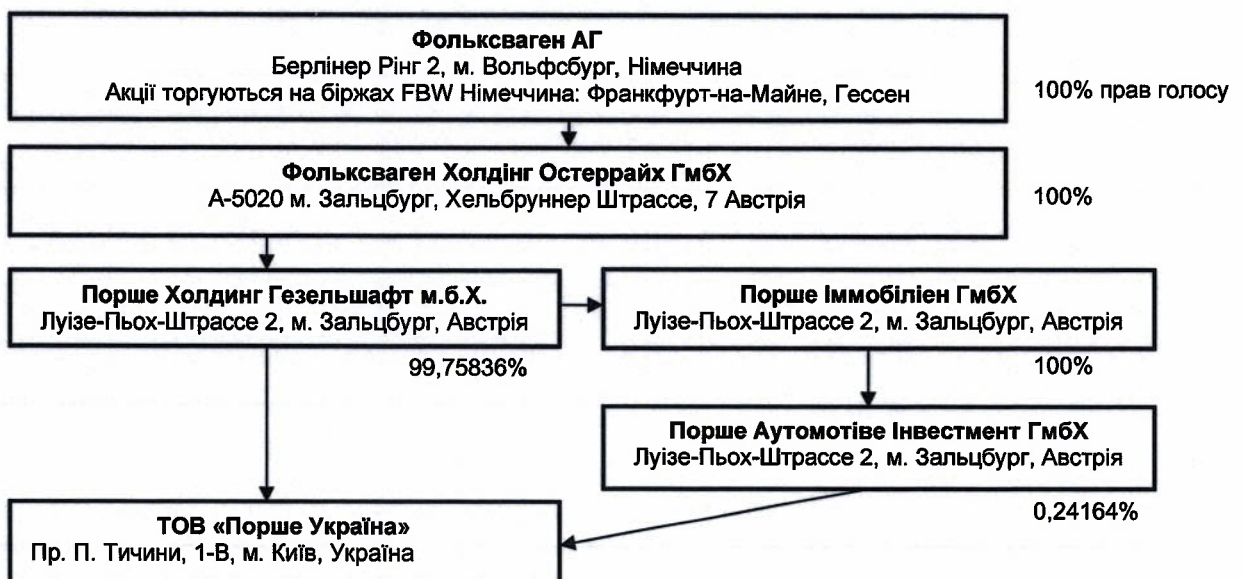 Фольксваген АГ
Берлінер Рінг 2, м. Вольфсбург, Німеччина
Акції торгуються на біржах FBW Німеччина: Франкфурт-на-Майне, Гессен
100% прав голосу
Фольксваген Холдінг Остеррайх ГмбХ
А-5020 м. Зальцбург, Хельбруннер Штрассе, 7 Австрія
100%
Порше Холдинг Гезельшафт м.б.Х.
Луізе-Пьох-Штрассе 2, м. Зальцбург, Австрія
99,75836%
Порше Іммобіліен ГмбХ
Луізе-Пьох-Штрассе 2, м. Зальцбург, Австрія
100%
Порше Аутомотіве Інвестмент ГмбХ
Луізе-Пьох-Штрассе 2, м. Зальцбург, Австрія
0,24164%
ТОВ «Порше Україна»
Пр. П. Тичини, 1-В, м. Київ, Україна